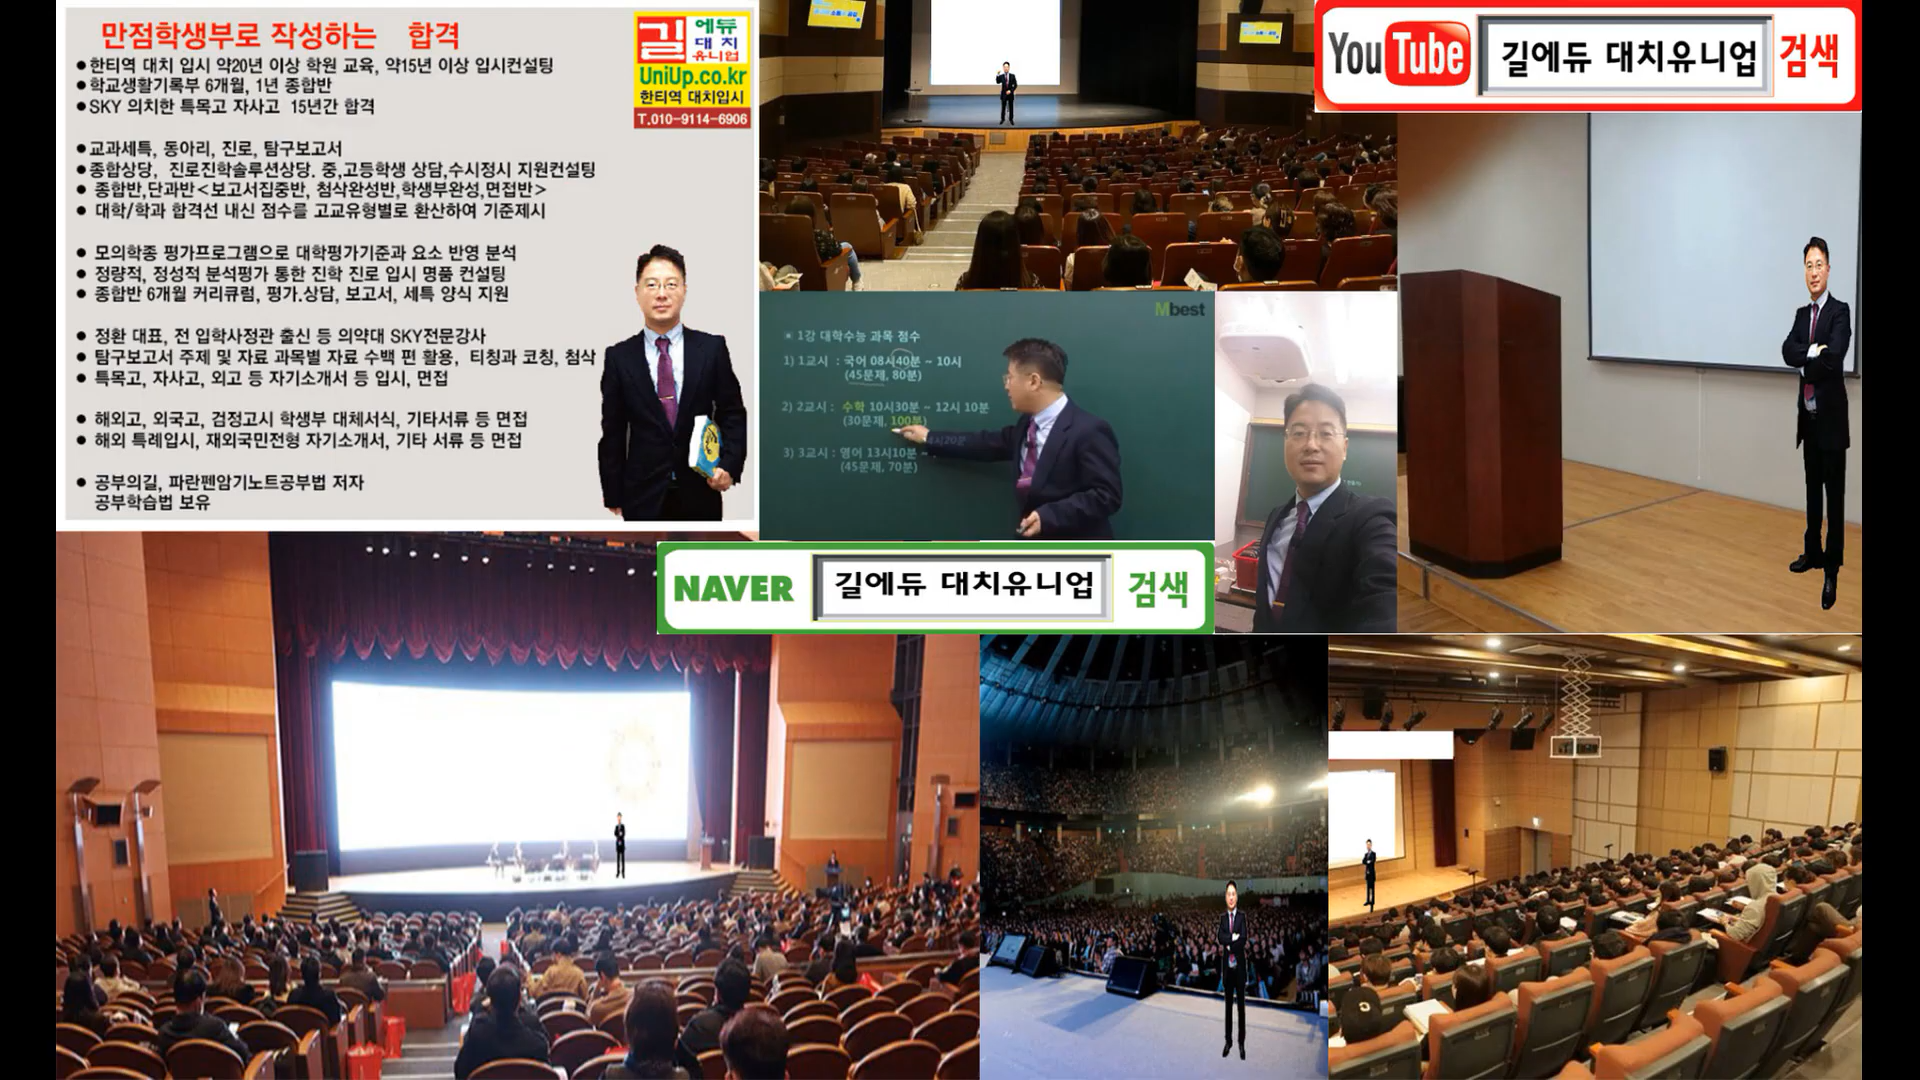 만점학생부로 작성하는 합격
●한티역 대치 입시 약20년 이상 학원 교육, 약15년 이상 입시컨설팅
●학교생활기록부 6개월, 1년 종합반
●SKY 의치한 특목고 자사고 15년간 합격
●교과세특, 동아리, 진로, 탐구보고서
●종합상담, 진로진학솔루션상담. 중,고등학생 상담,수시정시 지원컨설팅
● 종합반,단과반<보고서집중반, 첨삭완성반,학생부완성,면접반>
● 대학/학과 합격선 내신 점수를 고교유형별로 환산하여 기준제시
● 모의학종 평가프로그램으로 대학평가기준과 요소 반영 분석
● 정량적, 정성적 분석평가 통한 진학 진로 입시 명품 컨설팅
● 종합반 6개월 커리큐럼, 평가.상담, 보고서, 세특 양식 지원
● 정환 대표, 전 입학사정관 출신 등 의약대 SKY전문강사
● 탐구보고서 주제 및 자료 과목별 자료 수백 편 활용, 티칭과 코칭, 첨삭
● 특목고, 자사고, 외고 등 자기소개서 등 입시, 면접
● 해외고, 외국고, 검정고시 학생부 대체서식, 기타서류 등 면접
● 해외 특례입시, 재외국민전형 자기소개서, 기타 서류 등 면접
● 공부의길, 파란펜암기노트공부법 저자
공부학습법 보유
길 에듀
대치
유니업
UniUp.co.kr
한티역 대치입시
T.010-9114-6906
YouTube 길에듀 대치유니업 검색
Mbest
▣ 1강 대학수능 과목 점수
1) 1교시 : 국어 08시40분 ~ 10시
(45문제, 80분)
2) 2교시 : 수학 10시30분 ~ 12시 10분
(30문제, 100분)
3) 3교시 : 영어 13시10분 ~
4시20분
(45문제, 70분)
NAVER 길에듀 대치유니업 검색